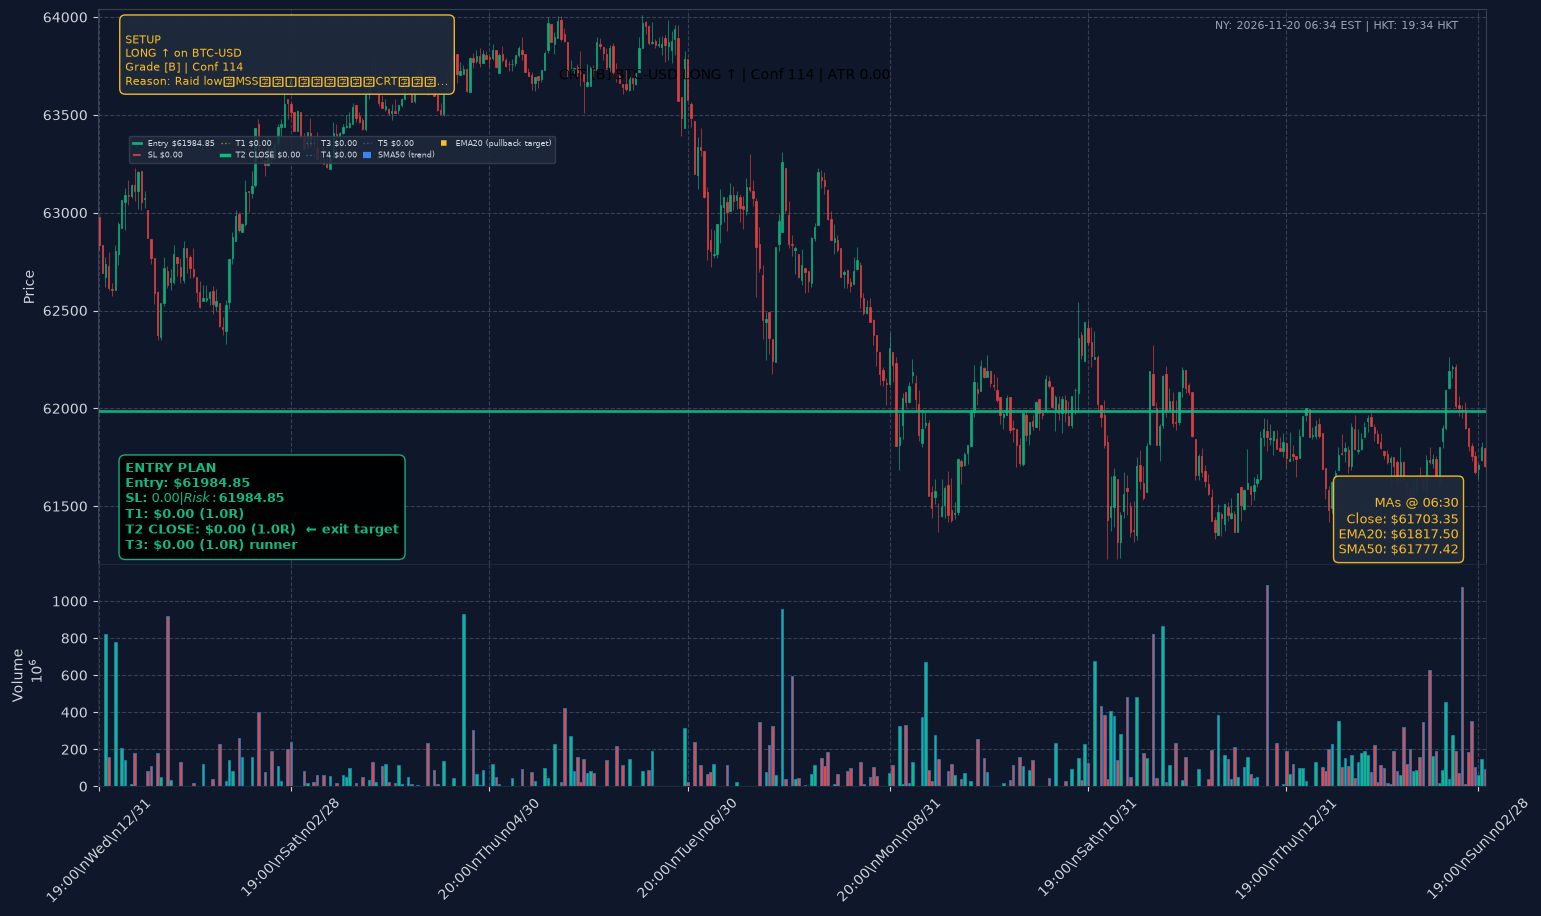 NY: 2026-11-20 06:34 EST | HKT: 19:34 HKT
SETUP
LONG ↑ on BTC-USD
Grade [B] | Conf 114
Reason: Raid low MSS CRT ...
BTC-USD LONG ↑ | Conf 114 | ATR 0.00
Entry $61984.85
SL $0.00
T1 $0.00
T2 CLOSE $0.00
T3 $0.00
T4 $0.00
T5 $0.00
SMA50 (trend)
EMA20 (pullback target)
Price
64000
63500
63000
62500
62000
61500
ENTRY PLAN
Entry: $61984.85
SL: 0.00|Risk:61984.85
T1: $0.00 (1.0R)
T2 CLOSE: $0.00 (1.0R) ← exit target
T3: $0.00 (1.0R) runner
MAs @ 06:30
Close: $61703.35
EMA20: $61817.50
SMA50: $61777.42
Volume
10⁶
1000
800
600
400
200
0
19:00\nWed\n12/31
19:00\nSat\n02/28
20:00\nThu\n04/30
20:00\nTue\n06/30
20:00\nMon\n08/31
19:00\nSat\n10/31
19:00\nThu\n12/31
19:00\nSun\n02/28